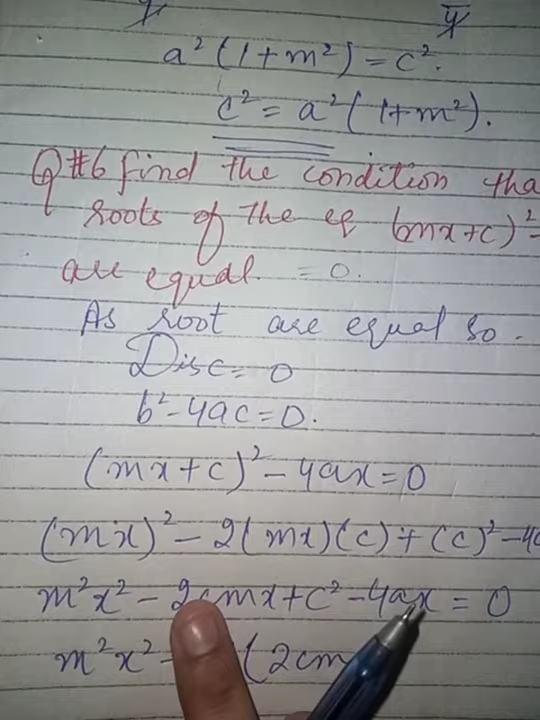 a² (1+m²) = c².
c² = a² (1+m²).
Q#6 find the condition tha
roots of the eq (mx+c)² -
are equal. = 0.
As root are equal so.
Disc = 0
b² - 4ac = 0.
(mx + c)² - 4ax = 0
(mx)² - 2(mx)(c) + (c)² - 4
m²x² - 2cmx + c² - 4ax = 0
m²x² - (2cm